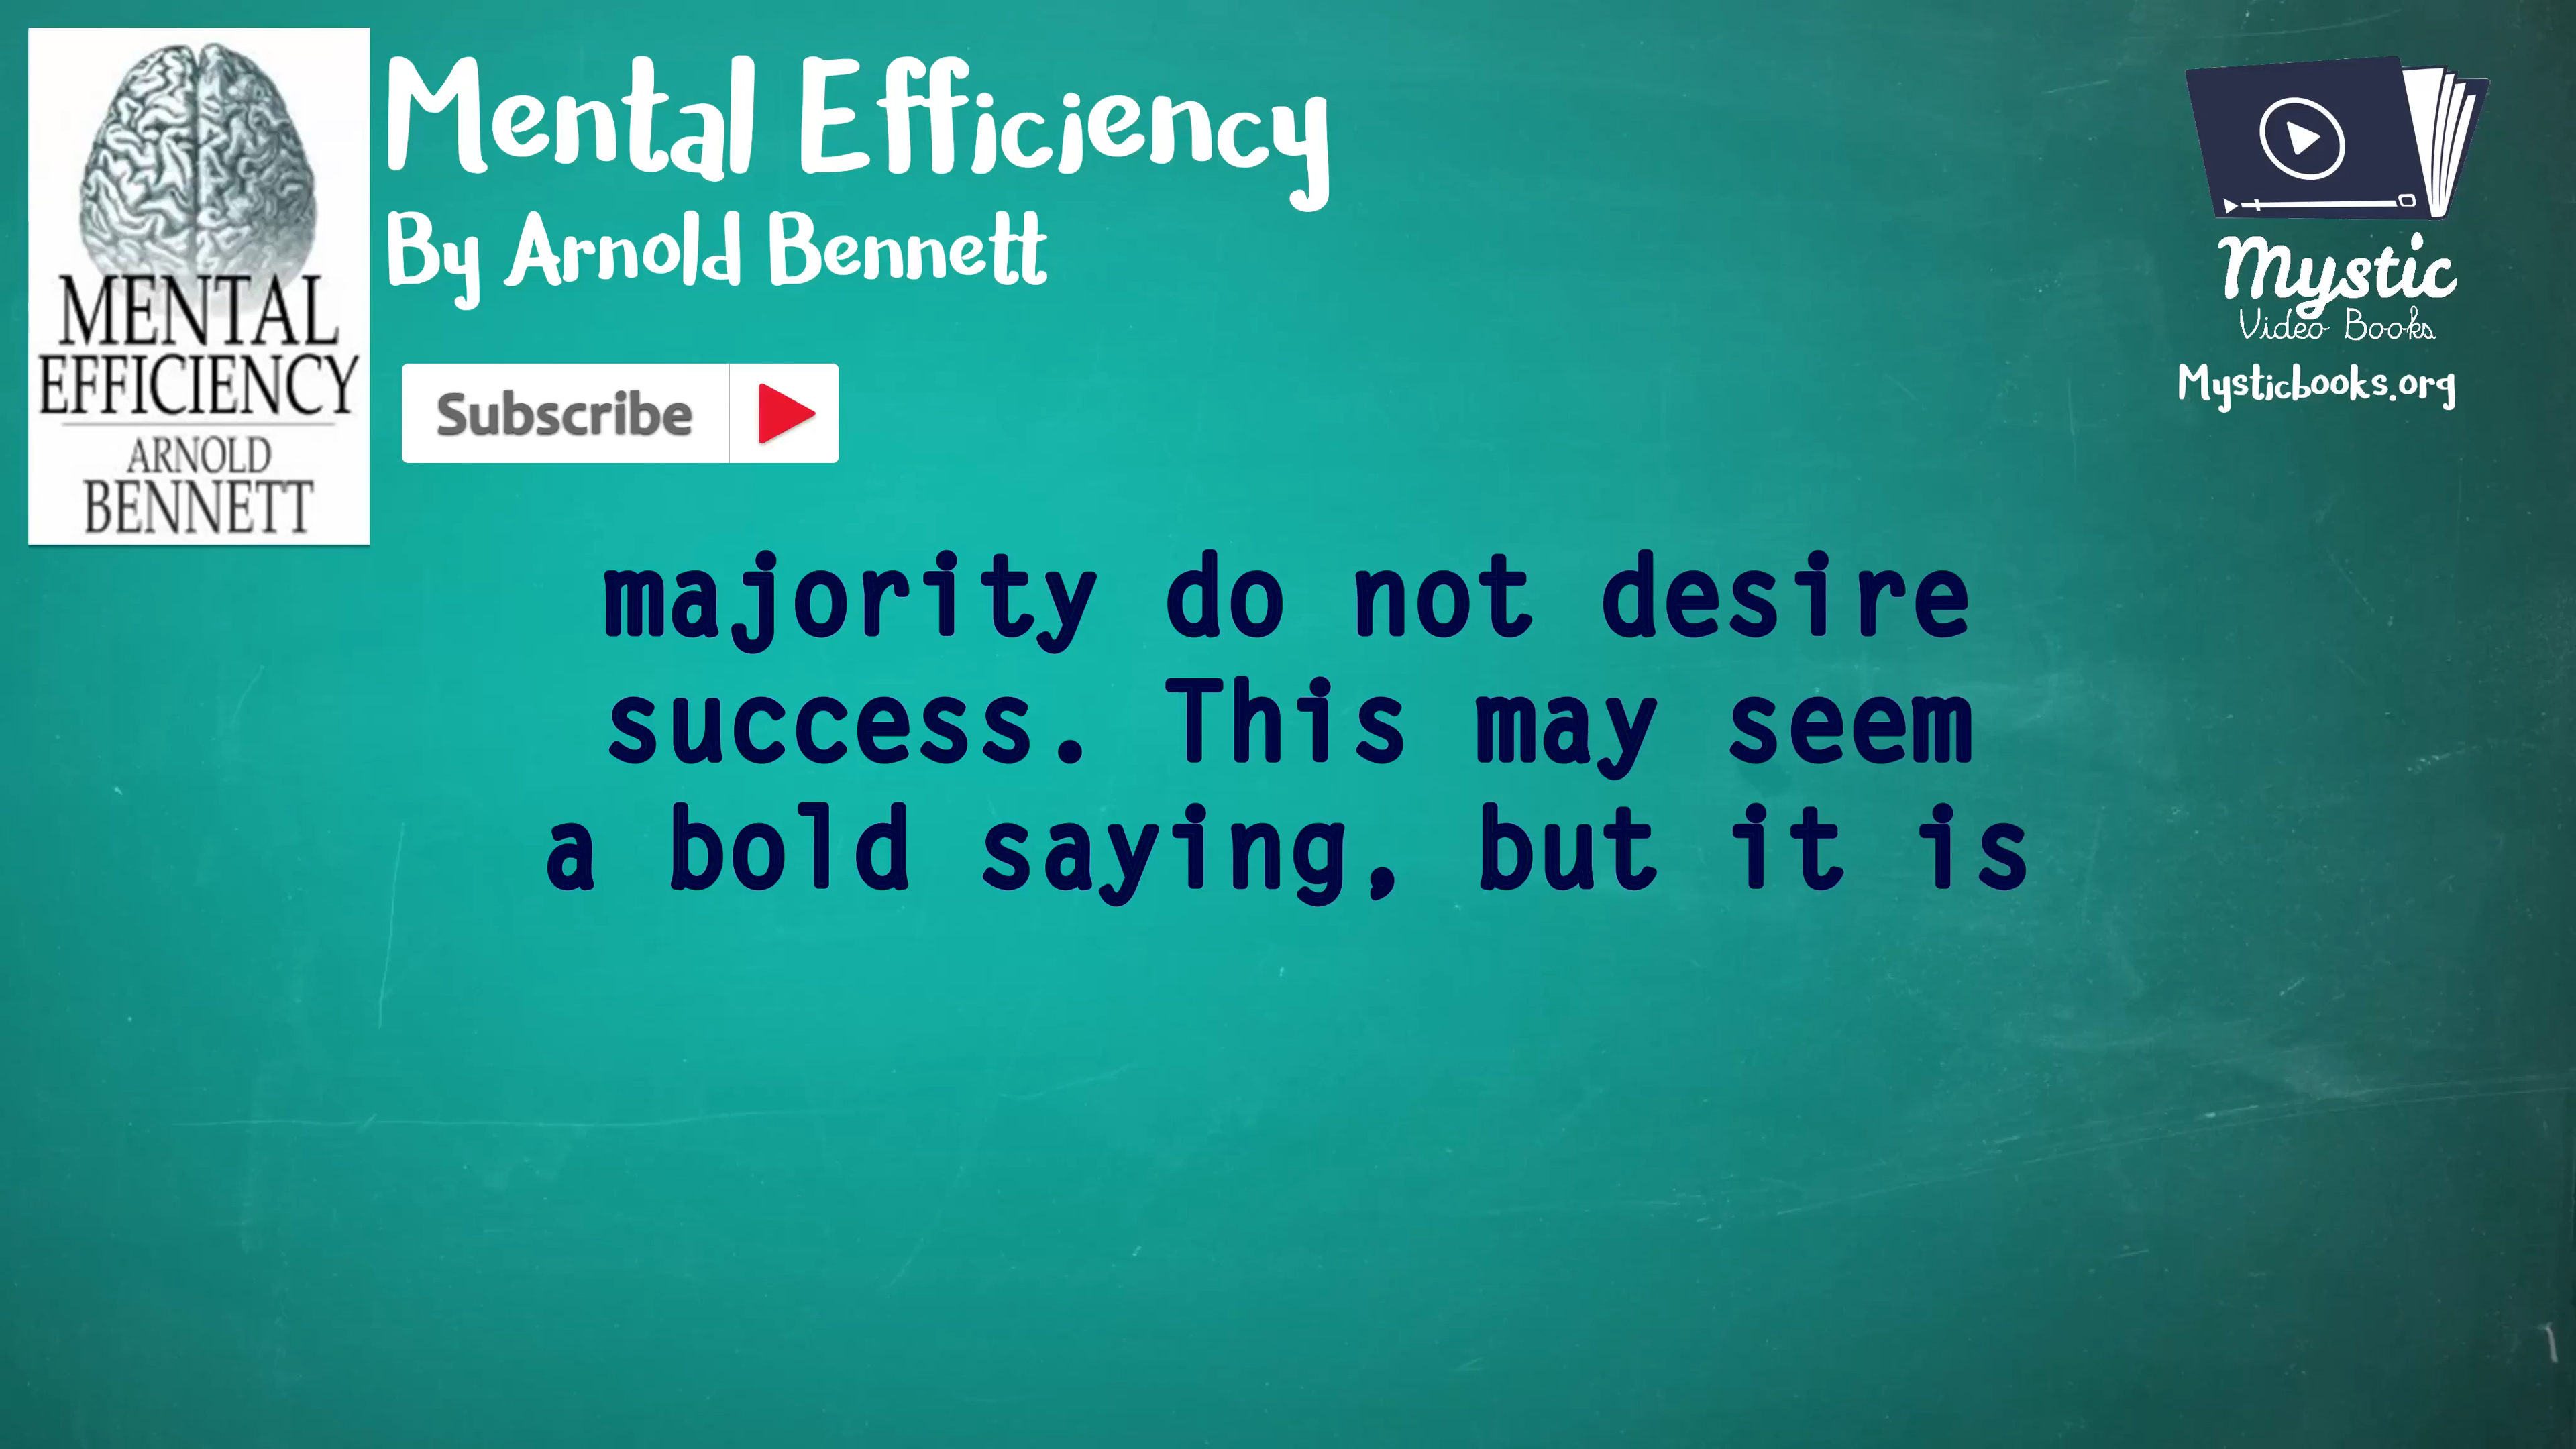 MENTAL
EFFICIENCY
ARNOLD
BENNETT
Mental Efficiency
By Arnold Bennett
Subscribe
Mystic
Video Books
Mysticbooks.org
majority do not desire
success. This may seem
a bold saying, but it is